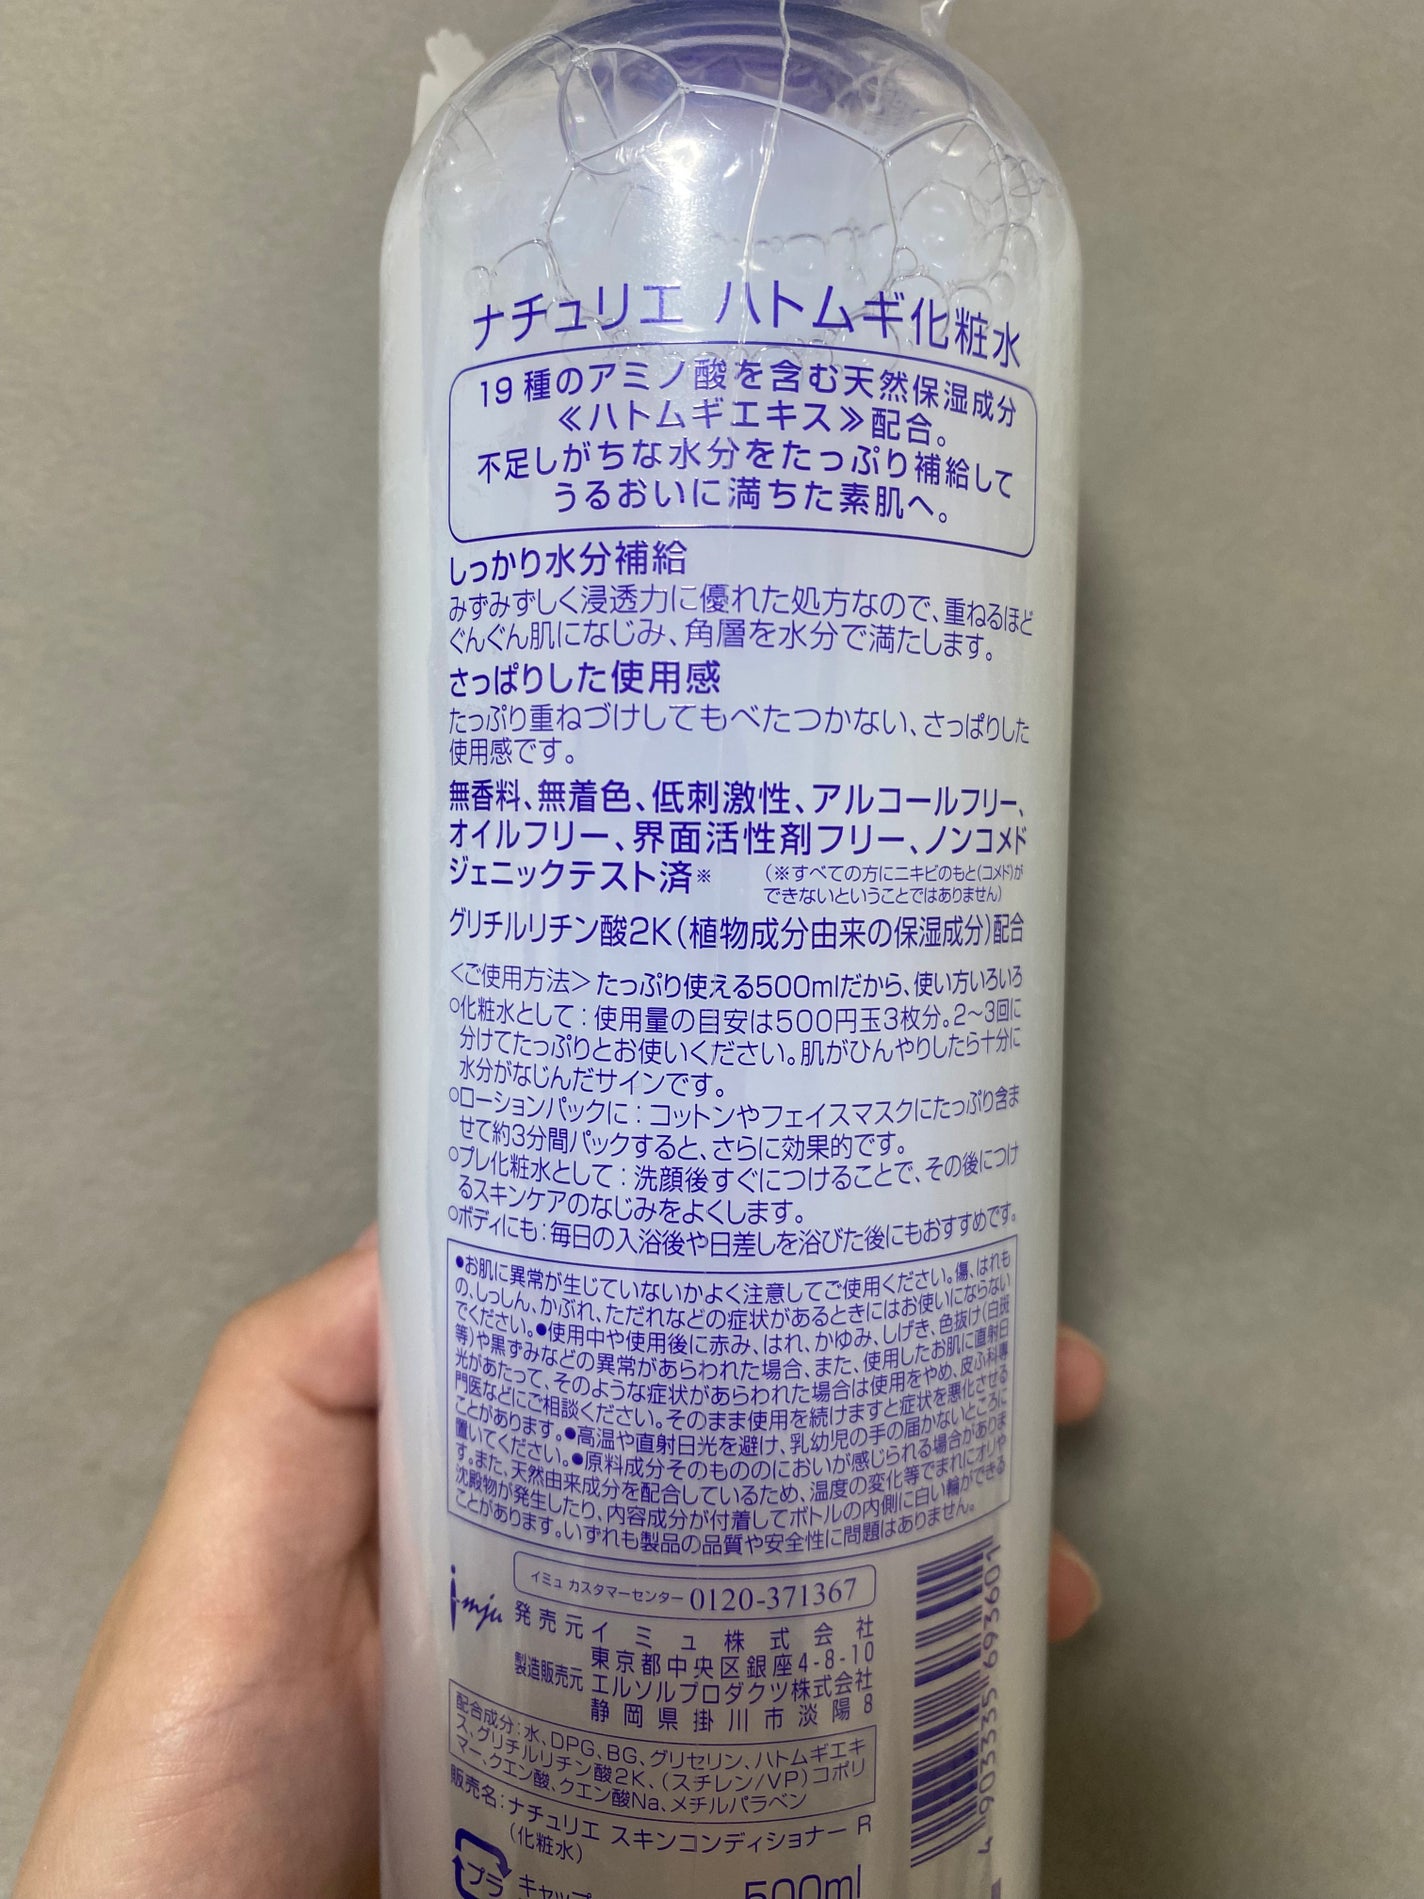 ナチュリエ ハトムギ化粧水
19種のアミノ酸を含む天然保湿成分
≪ハトムギエキス≫配合。
不足しがちな水分をたっぷり補給して
うるおいに満ちた素肌へ。
しっかり水分補給
みずみずしく浸透力に優れた処方なので、重ねるほど
ぐんぐん肌になじみ、角層を水分で満たします。
さっぱりした使用感
たっぷり重ねづけしてもべたつかない、さっぱりした
使用感です。
無香料、無着色、低刺激性、アルコールフリー、
オイルフリー、界面活性剤フリー、ノンコメド
ジェニックテスト済※ (※すべての方にニキビのもと(コメド)が
できないということではありません)
グリチルリチン酸2K(植物成分由来の保湿成分)配合
<ご使用方法>たっぷり使える500mlだから、使い方いろいろ
○化粧水として：使用量の目安は500円玉3枚分。2〜3回に
分けてたっぷりとお使いください。肌がひんやりしたら十分に
水分がなじんだサインです。
○ローションパックに：コットンやフェイスマスクにたっぷり含ま
せて約3分間パックすると、さらに効果的です。
○プレ化粧水として：洗顔後すぐにつけることで、その後につけ
るスキンケアのなじみをよくします。
○ボディにも：毎日の入浴後や日差しを浴びた後にもおすすめです。
●お肌に異常が生じていないかよく注意してご使用ください。傷、はれも
の、しっしん、かぶれ、ただれなどの症状があるときにはお使いにならない
でください。●使用中や使用後に赤み、はれ、かゆみ、しげき、色抜け(白斑
等)や黒ずみなどの異常があらわれた場合、また、使用したお肌に直射日
光があたって、そのような症状があらわれた場合は使用をやめ、皮ふ科専
門医などにご相談ください。そのまま使用を続けますと症状を悪化させる
ことがあります。●高温や直射日光を避け、乳幼児の手の届かないところに
置いてください。●原料成分そのもののにおいが感じられる場合がありま
す。また、天然由来成分を配合しているため、温度の変化等でまれにオリや
沈殿物が発生したり、内容成分が付着してボトルの内側に白い輪ができる
ことがあります。いずれも製品の品質や安全性に問題はありません。
i-mju
イミュ カスタマーセンター 0120-371367
発売元 イミュ株式会社
東京都中央区銀座4-8-10
製造販売元 エルソルプロダクツ株式会社
静岡県掛川市淡陽8
配合成分：水、DPG、BG、グリセリン、ハトムギエキ
ス、グリチルリチン酸2K、(スチレン/VP)コポリ
マー、クエン酸、クエン酸Na、メチルパラベン
販売名：ナチュリエ スキンコンディショナー R
(化粧水)
プラ キャップ
500ml
4 903335 693601